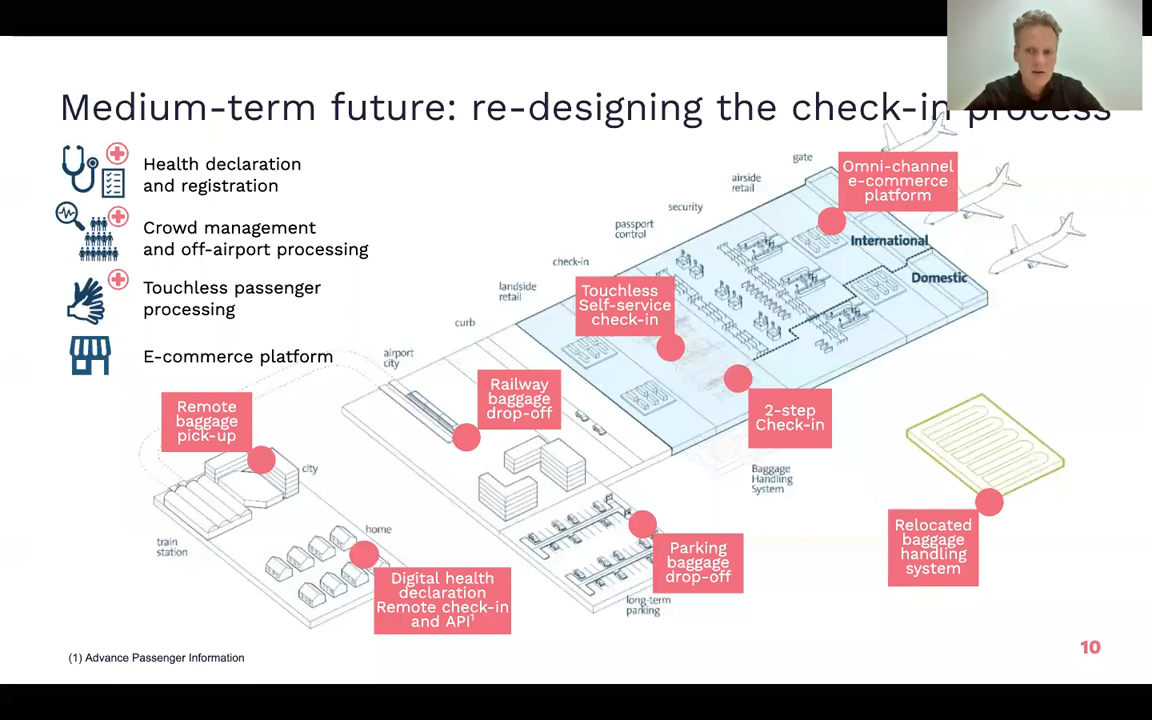 Medium-term future: re-designing the check-in process
Health declaration
and registration
Crowd management
and off-airport processing
Touchless passenger
processing
E-commerce platform
gate
airside
retail
security
passport
control
check-in
landside
retail
curb
airport
city
Omni-channel
e-commerce
platform
International
Domestic
Touchless
Self-service
check-in
Railway
baggage
drop-off
2-step
Check-in
Remote
baggage
pick-up
city
train
station
home
Digital health
declaration
Remote check-in
and API¹
Parking
baggage
drop-off
long-term
parking
Baggage
Handling
System
Relocated
baggage
handling
system
(1) Advance Passenger Information
10